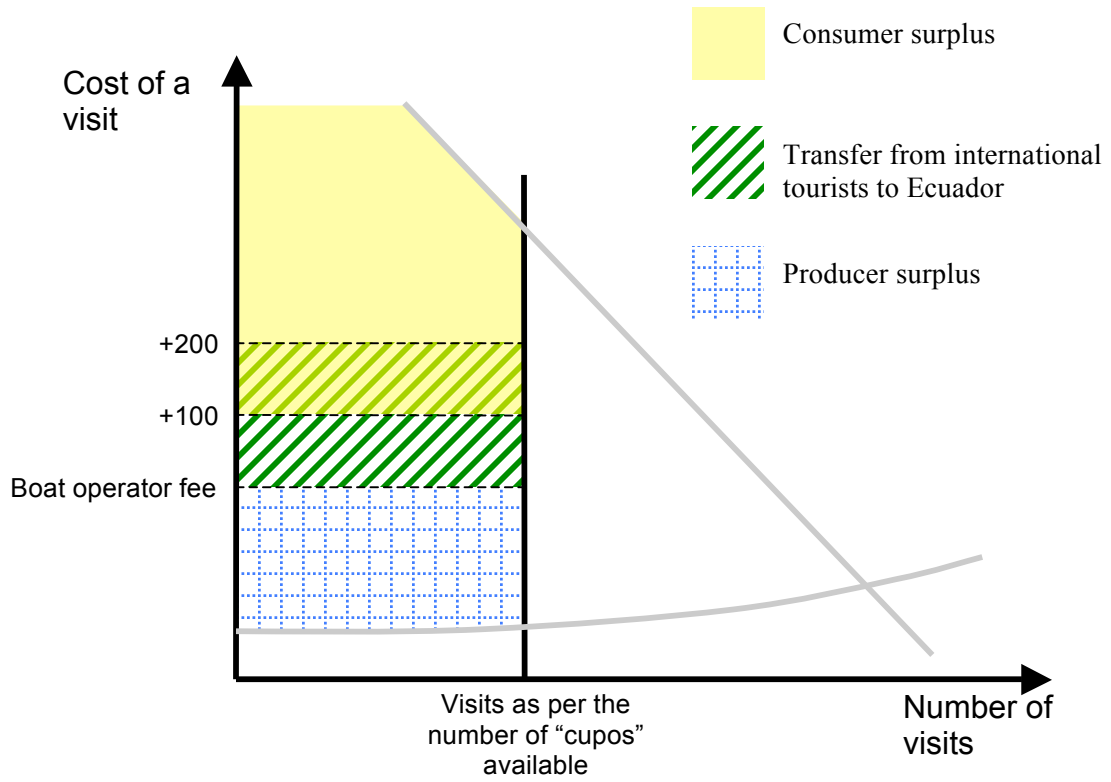 Cost of a
visit
Consumer surplus
Transfer from international
tourists to Ecuador
Producer surplus
+200
+100
Boat operator fee
Visits as per the
number of “cupos”
available
Number of
visits